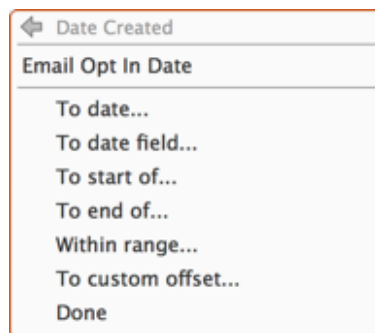 Date Created
Email Opt In Date
To date...
To date field...
To start of...
To end of...
Within range...
To custom offset...
Done